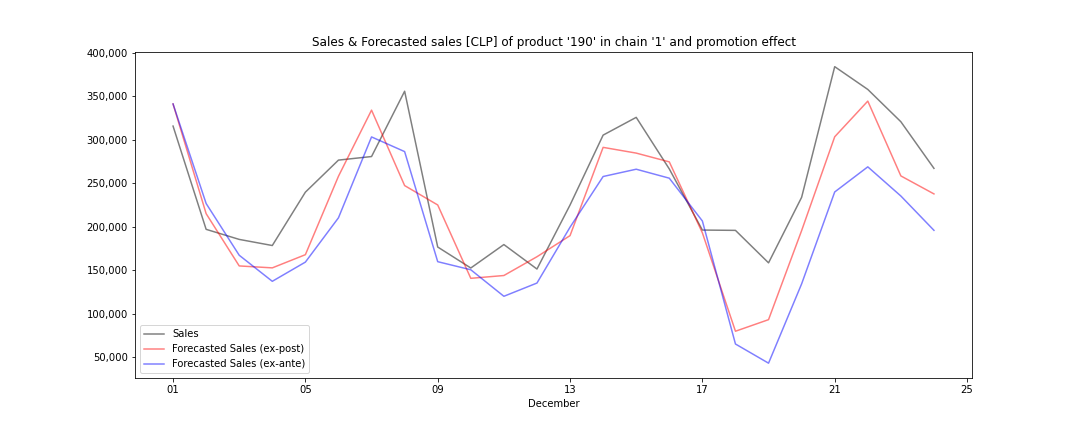 Sales & Forecasted sales [CLP] of product '190' in chain '1' and promotion effect
400,000
350,000
300,000
250,000
200,000
150,000
100,000
50,000
Sales
Forecasted Sales (ex-post)
Forecasted Sales (ex-ante)
01 05 09 13 17 21 25
December